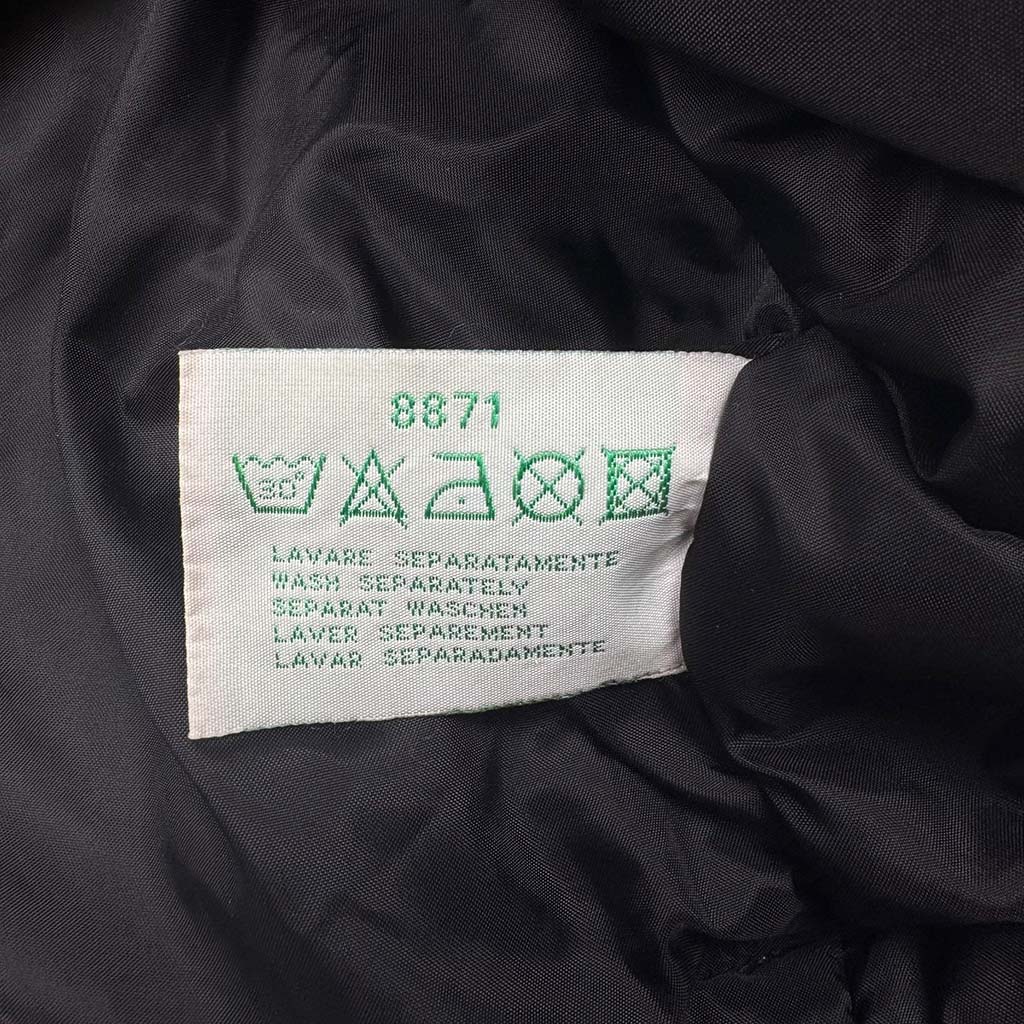 8871
30°
LAVARE SEPARATAMENTE
WASH SEPARATELY
SEPARAT WASCHEN
LAVER SEPAREMENT
LAVAR SEPARADAMENTE